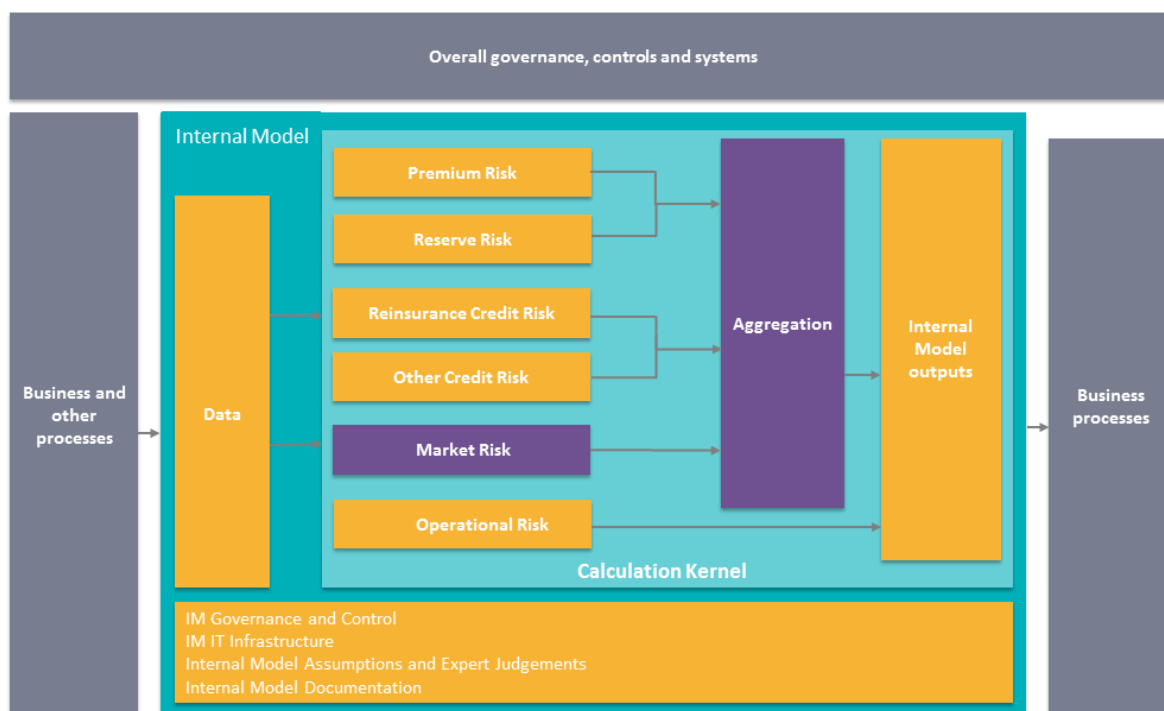 Overall governance, controls and systems
Internal Model
Premium Risk
Reserve Risk
Reinsurance Credit Risk
Other Credit Risk
Market Risk
Operational Risk
Aggregation
Internal
Model
outputs
Business and
other
processes
Data
Business
processes
Calculation Kernel
IM Governance and Control
IM IT Infrastructure
Internal Model Assumptions and Expert Judgements
Internal Model Documentation